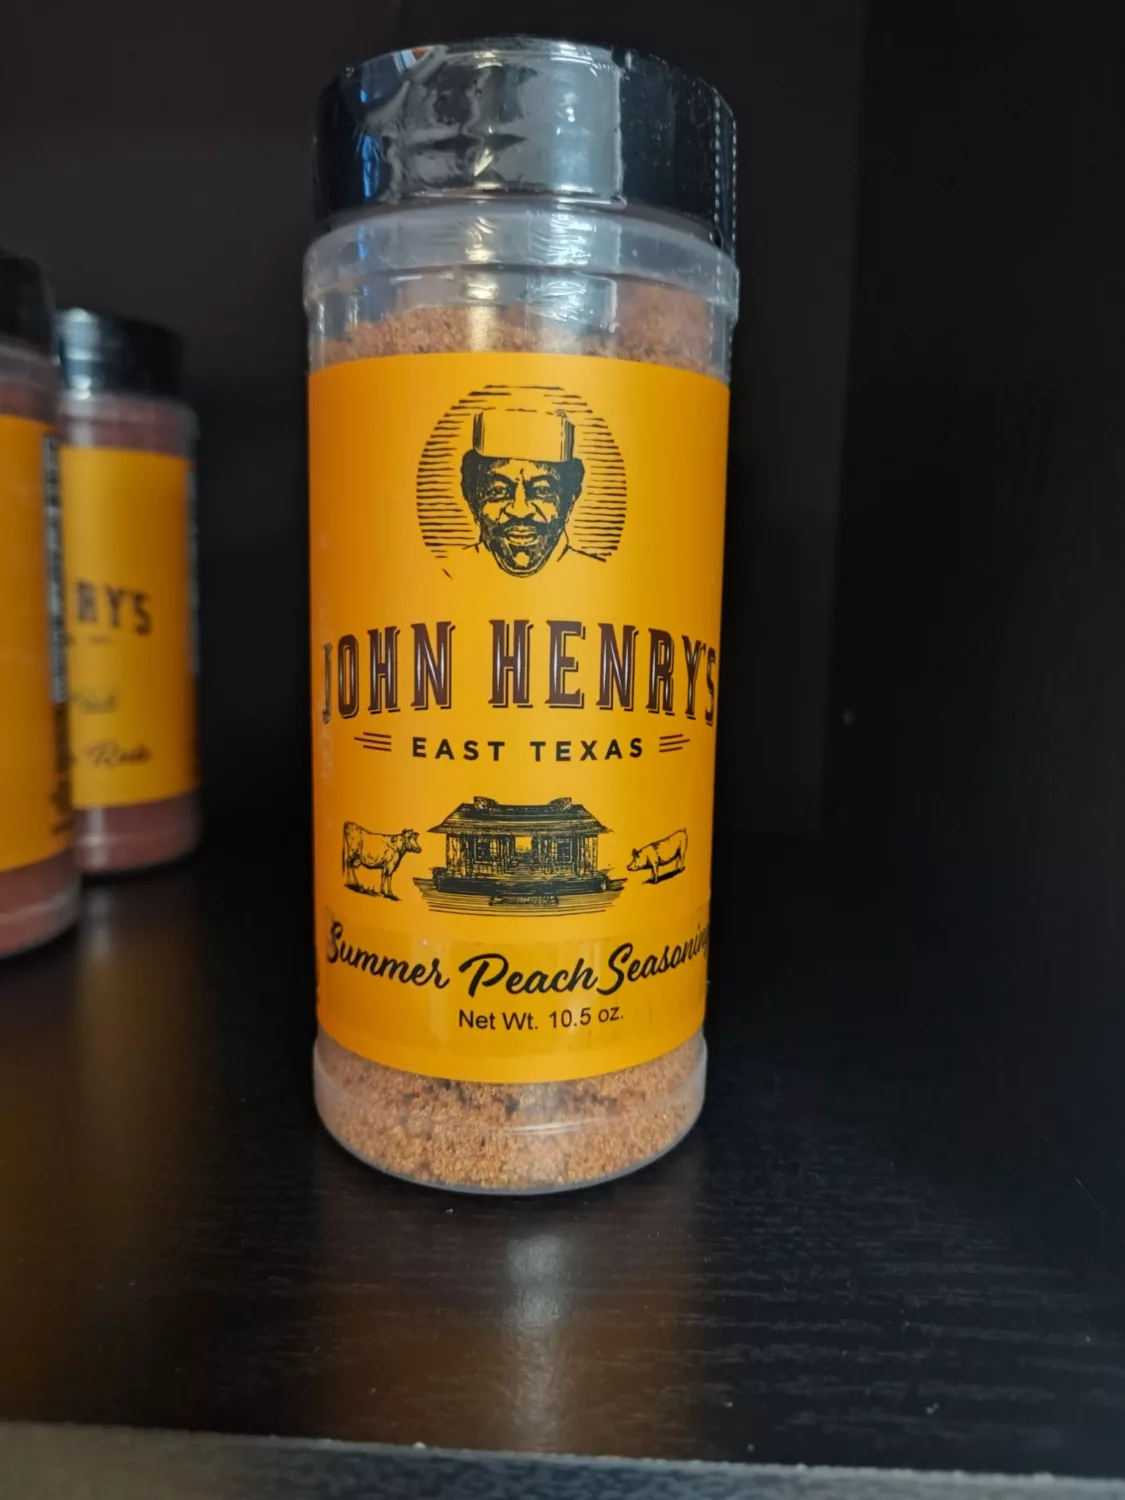 JOHN HENRY'S
EAST TEXAS
Summer Peach Seasoning
Net Wt. 10.5 oz.
RY'S